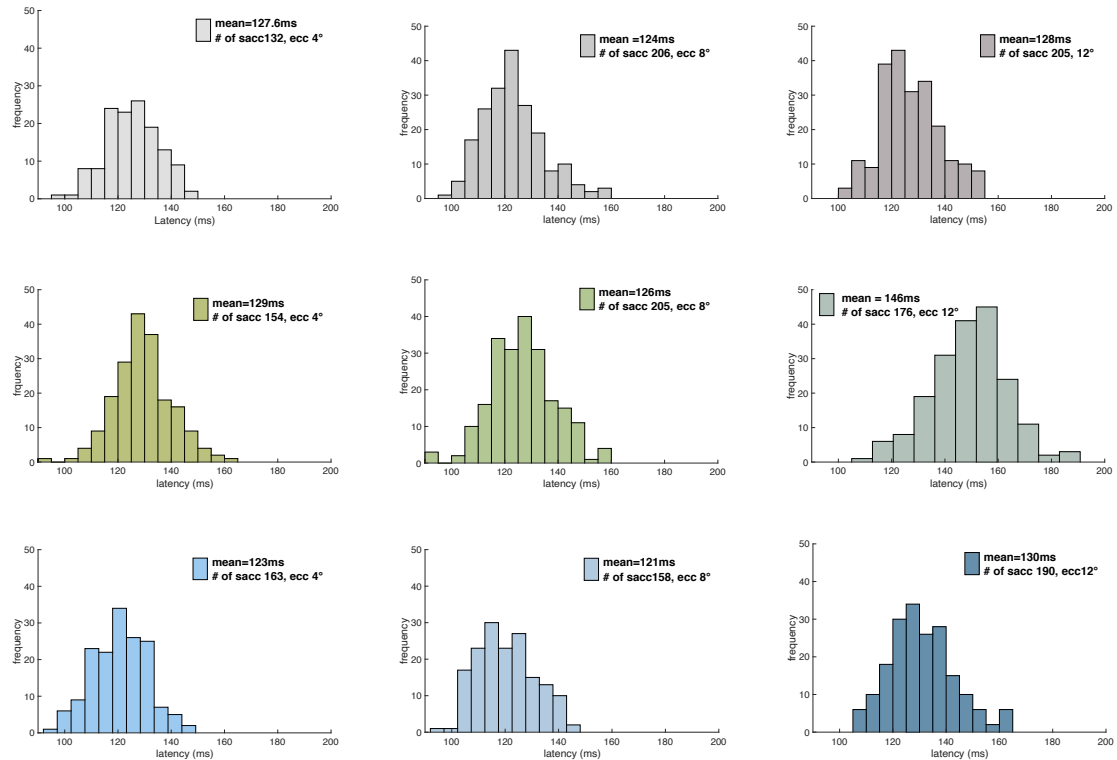 50
40
30
20
10
0
frequency
mean=127.6ms
# of sacc132, ecc 4°
100 120 140 160 180 200
Latency (ms)
50
40
30
20
10
0
frequency
mean =124ms
# of sacc 206, ecc 8°
100 120 140 160 180 200
latency (ms)
50
40
30
20
10
0
frequency
mean=128ms
# of sacc 205, 12°
100 120 140 160 180 200
latency (ms)
50
40
30
20
10
0
frquency
mean=129ms
# of sacc 154, ecc 4°
100 120 140 160 180 200
latency (ms)
50
40
30
20
10
0
frequency
mean=126ms
# of sacc 205, ecc 8°
100 120 140 160 180 200
latency (ms)
50
40
30
20
10
0
frequency
mean = 146ms
# of sacc 176, ecc 12°
100 120 140 160 180 200
latency (ms)
50
40
30
20
10
0
frequency
mean=123ms
# of sacc 163, ecc 4°
100 120 140 160 180 200
latency (ms)
50
40
30
20
10
0
frequency
mean=121ms
# of sacc158, ecc 8°
100 120 140 160 180 200
latency (ms)
50
40
30
20
10
0
frequency
mean=130ms
# of sacc 190, ecc12°
100 120 140 160 180 200
latency (ms)